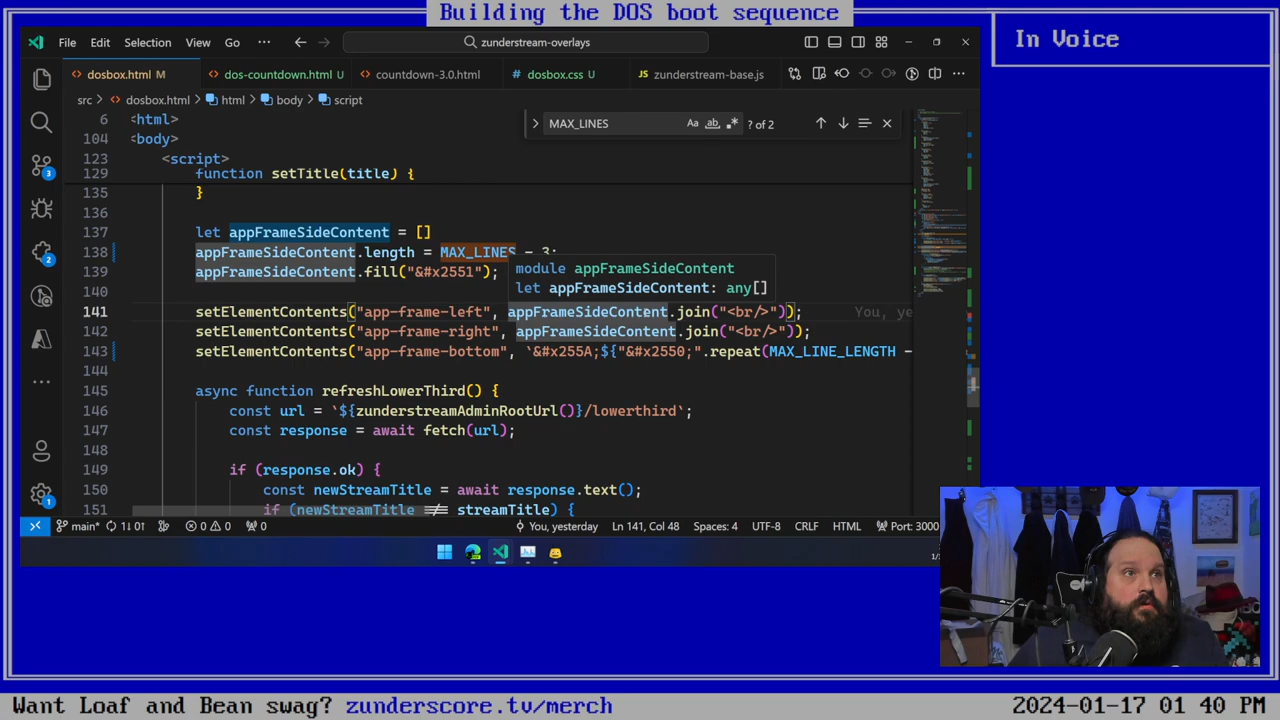 Building the DOS boot sequence
In Voice
File Edit Selection View Go ··· zunderstream-overlays
dosbox.html M dos-countdown.html U countdown-3.0.html dosbox.css U zunderstream-base.js
src > dosbox.html > html > body > script
MAX_LINES Aa ab ? of 2
6 <html>
104 <body>
123 <script>
129 function setTitle(title) {
135 }
136
137 let appFrameSideContent = []
138 appFrameSideContent.length = MAX_LINES - 3;
139 appFrameSideContent.fill("&#x2551");
module appFrameSideContent
let appFrameSideContent: any[]
140
141 setElementContents("app-frame-left", appFrameSideContent.join("<br/>")); You, ye
142 setElementContents("app-frame-right", appFrameSideContent.join("<br/>"));
143 setElementContents("app-frame-bottom", `&#x255A;${"&#x2550;".repeat(MAX_LINE_LENGTH -
144
145 async function refreshLowerThird() {
146 const url = `${zunderstreamAdminRootUrl()}/lowerthird`;
147 const response = await fetch(url);
148
149 if (response.ok) {
150 const newStreamTitle = await response.text();
151 if (newStreamTitle !== streamTitle) {
3
2
1
main* 1↓ 0↑ 0 0 0 You, yesterday Ln 141, Col 48 Spaces: 4 UTF-8 CRLF HTML Port: 3000
1/
Want Loaf and Bean swag? zunderscore.tv/merch
2024-01-17 01:40 PM